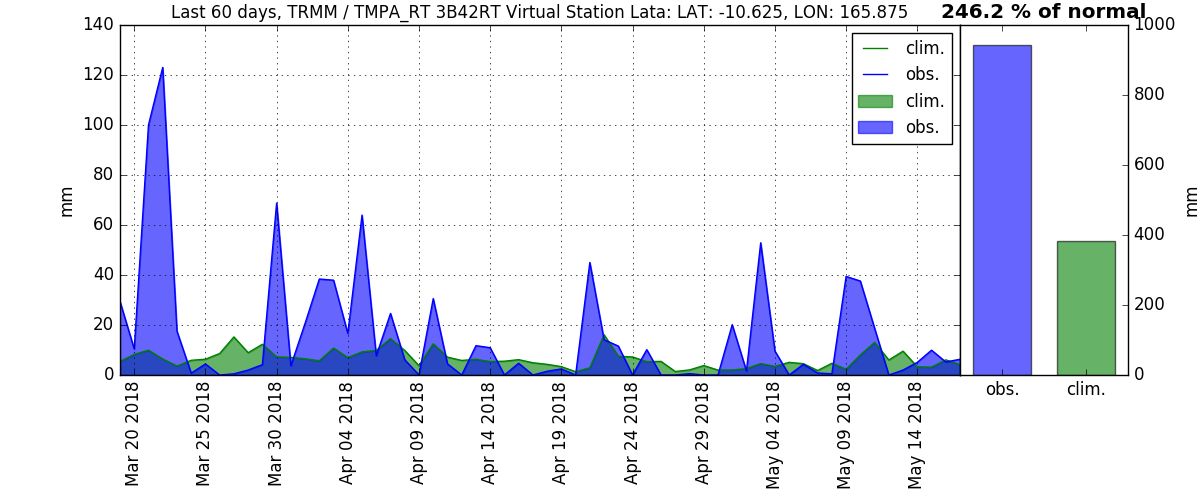 Last 60 days, TRMM / TMPA_RT 3B42RT Virtual Station Lata: LAT: -10.625, LON: 165.875
246.2 % of normal
140
120
100
80
60
40
20
0
mm
clim.
obs.
clim.
obs.
1000
800
600
400
200
0
mm
obs.
clim.
Mar 20 2018
Mar 25 2018
Mar 30 2018
Apr 04 2018
Apr 09 2018
Apr 14 2018
Apr 19 2018
Apr 24 2018
Apr 29 2018
May 04 2018
May 09 2018
May 14 2018